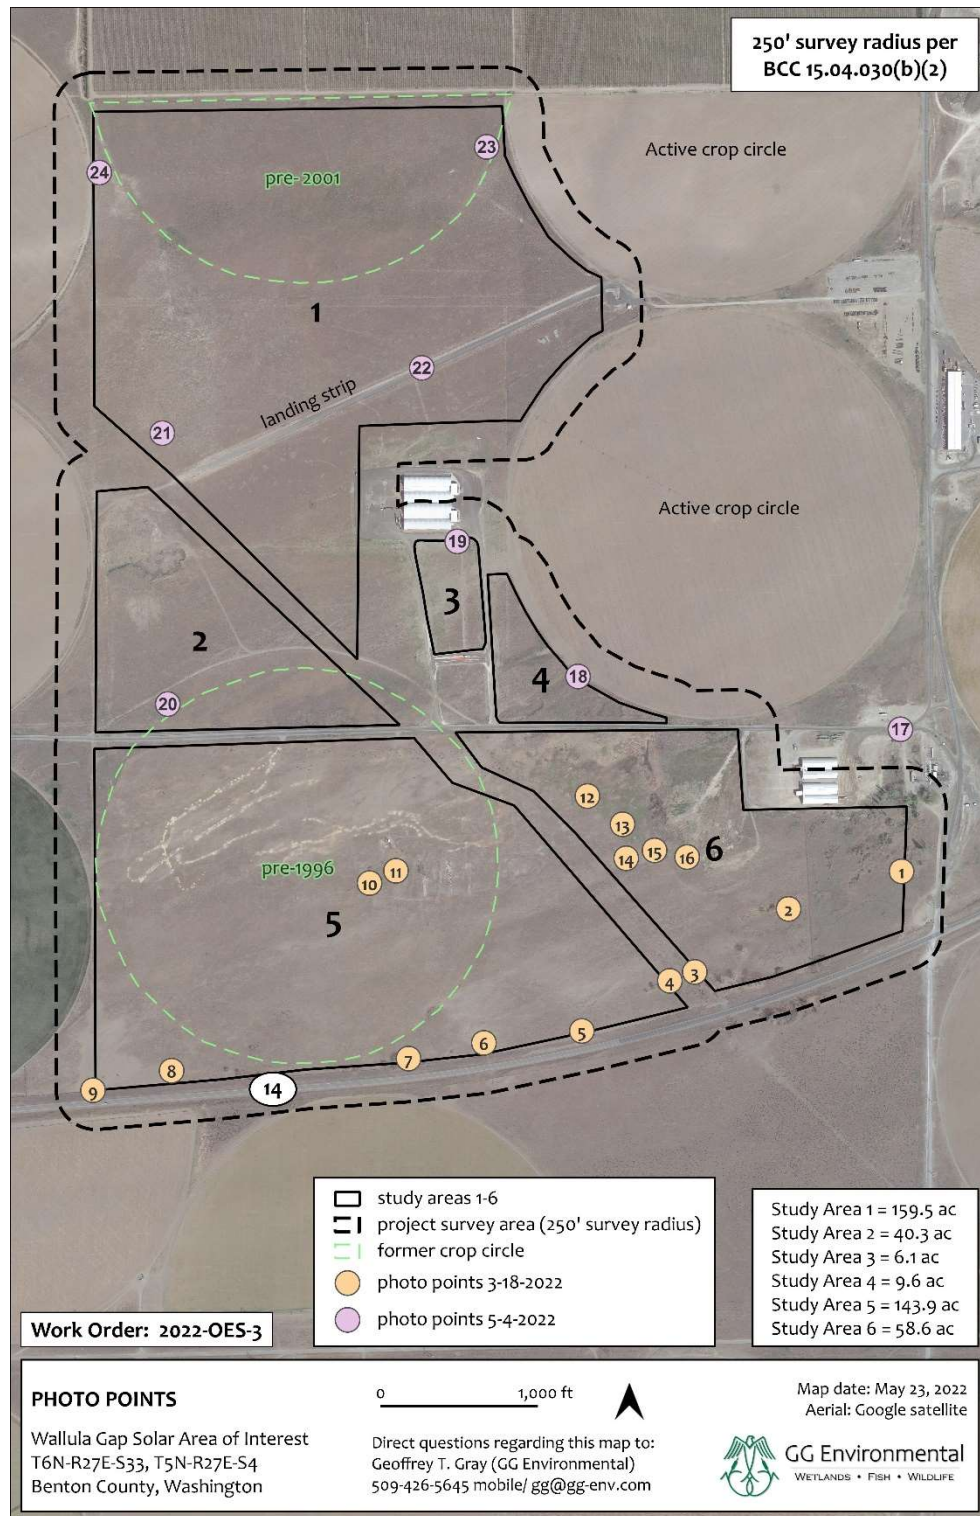 250' survey radius per
BCC 15.04.030(b)(2)
Active crop circle
23
24
pre-2001
1
22
landing strip
21
Active crop circle
19
3
2
4
18
20
17
12
13
14
15
16
6
pre-1996
11
10
1
2
5
3
4
5
6
7
8
9
14
study areas 1-6
project survey area (250' survey radius)
former crop circle
photo points 3-18-2022
photo points 5-4-2022
Study Area 1 = 159.5 ac
Study Area 2 = 40.3 ac
Study Area 3 = 6.1 ac
Study Area 4 = 9.6 ac
Study Area 5 = 143.9 ac
Study Area 6 = 58.6 ac
Work Order: 2022-OES-3
PHOTO POINTS
Wallula Gap Solar Area of Interest
T6N-R27E-S33, T5N-R27E-S4
Benton County, Washington
0 1,000 ft
Direct questions regarding this map to:
Geoffrey T. Gray (GG Environmental)
509-426-5645 mobile/ gg@gg-env.com
Map date: May 23, 2022
Aerial: Google satellite
GG Environmental
WETLANDS • FISH • WILDLIFE